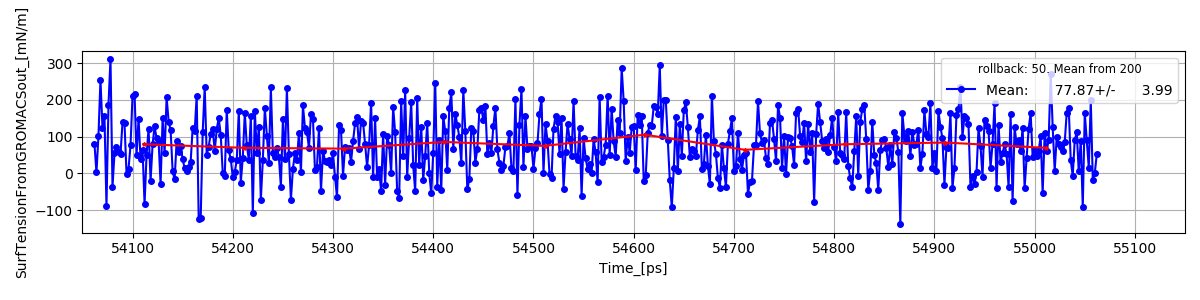 SurfTensionFromGROMACSout_[mN/m]
300
200
100
0
−100
rollback: 50. Mean from 200
Mean: 77.87+/- 3.99
54100 54200 54300 54400 54500 54600 54700 54800 54900 55000 55100
Time_[ps]